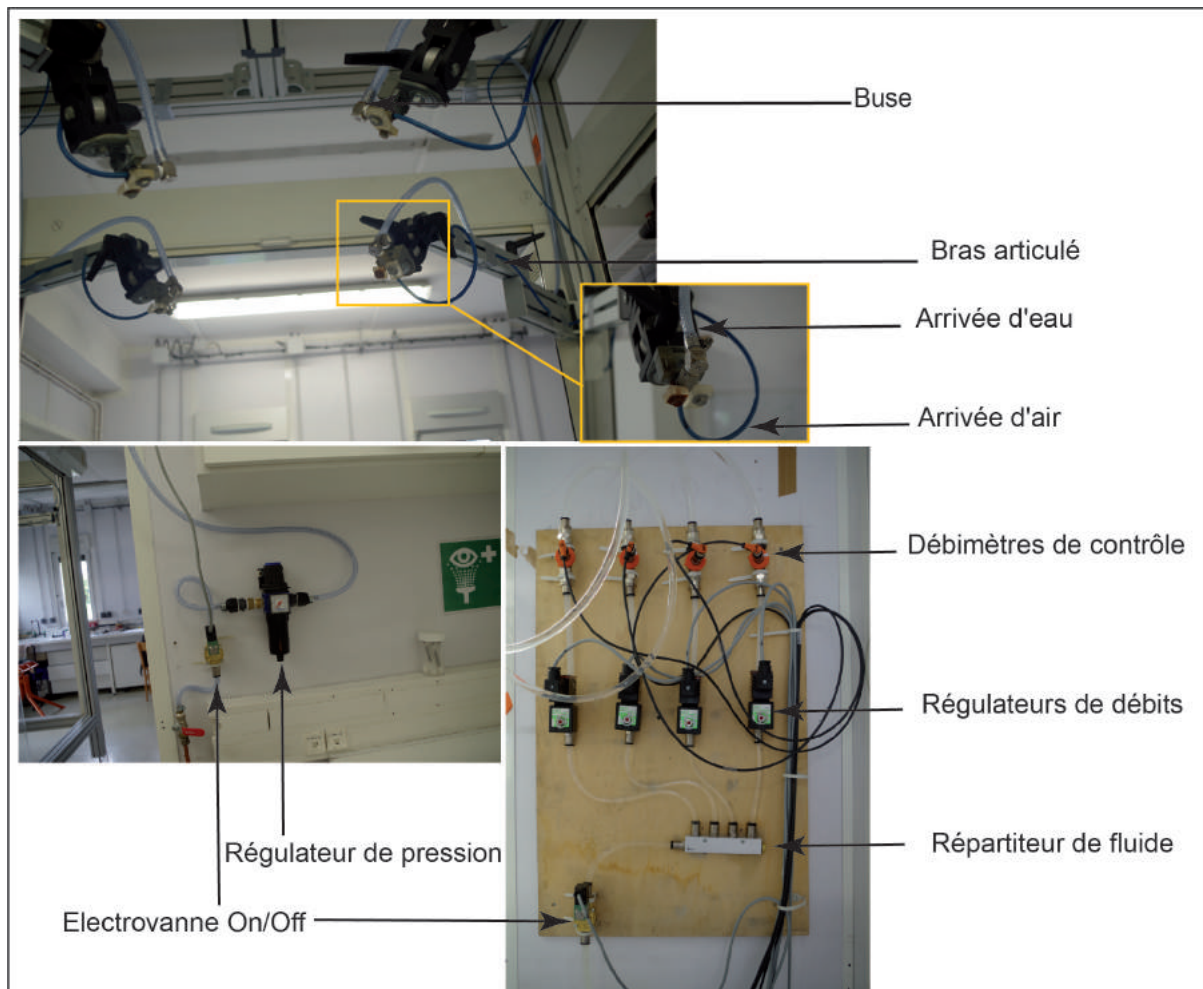 Buse
Bras articulé
Arrivée d'eau
Arrivée d'air
Débimètres de contrôle
Régulateurs de débits
Régulateur de pression
Répartiteur de fluide
Electrovanne On/Off